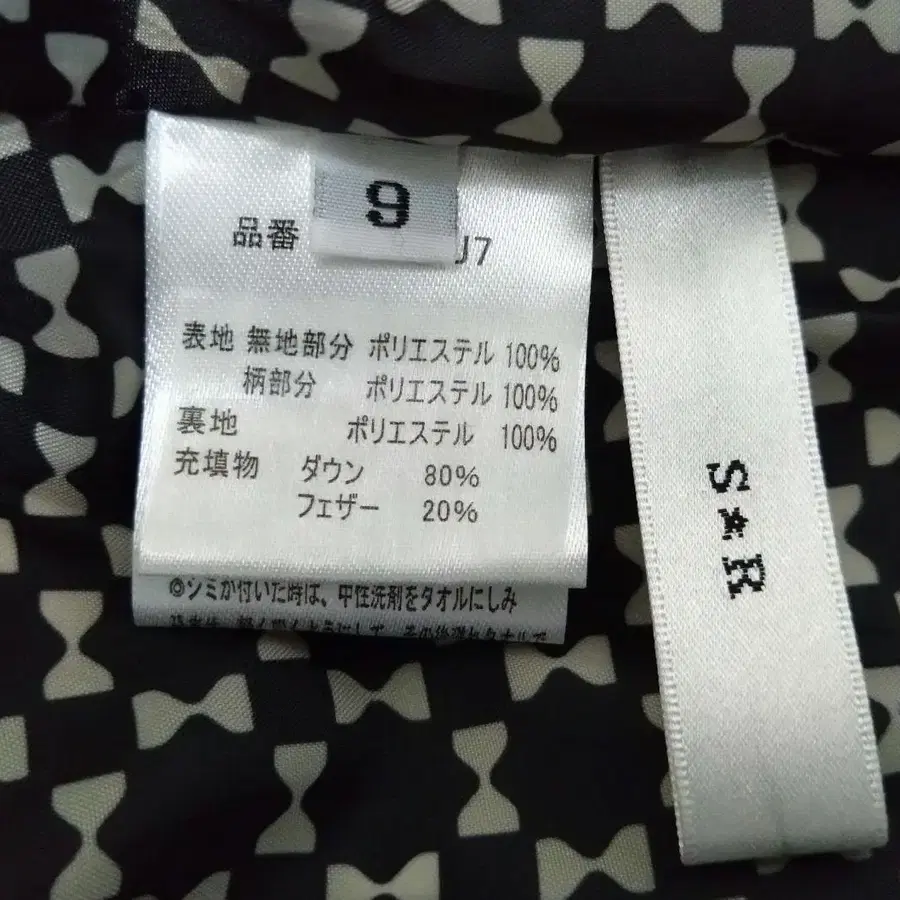 9
品番 J7
表地 無地部分 ポリエステル 100%
柄部分 ポリエステル 100%
裏地 ポリエステル 100%
充填物 ダウン 80%
フェザー 20%
◎シミが付いた時は、中性洗剤をタオルにしみ
S★R